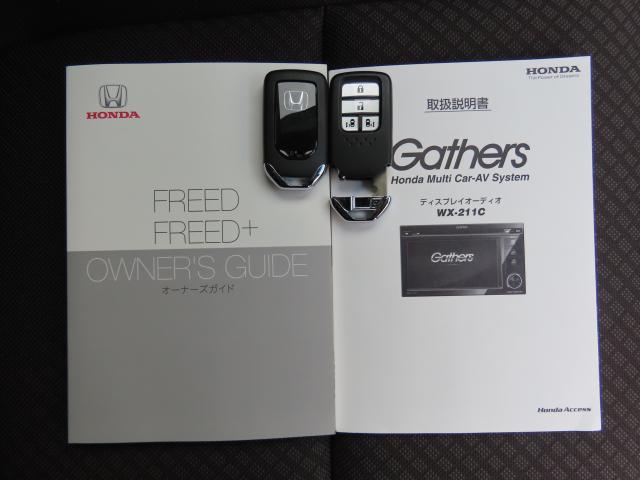 HONDA
FREED
FREED+
OWNER'S GUIDE
オーナーズガイド
HONDA
The Power of Dreams
取扱説明書
Gathers
Honda Multi Car-AV System
ディスプレイオーディオ
WX-211C
Gathers
Honda Access